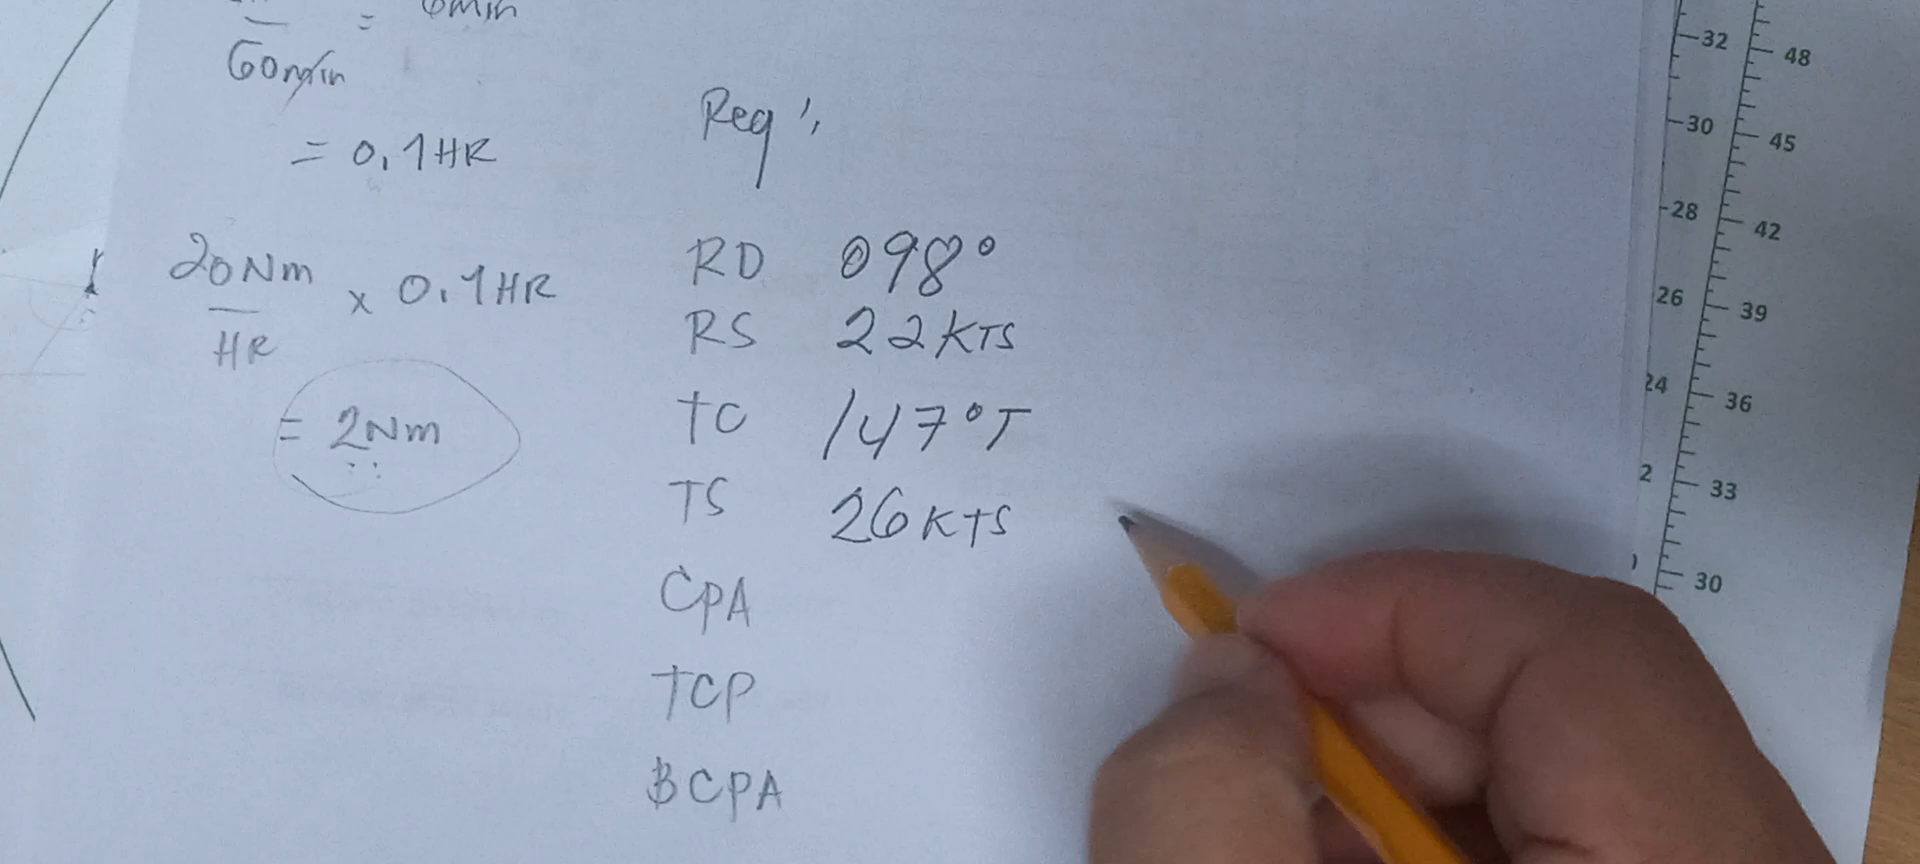 = 6min
60min
= 0.1HR
20Nm x 0.1HR
HR
= 2Nm
Req',
RD 098°
RS 22KTS
TC 147°T
TS 26KTS
CPA
TCP
BCPA
32
30
28
26
24
2
48
45
42
39
36
33
30